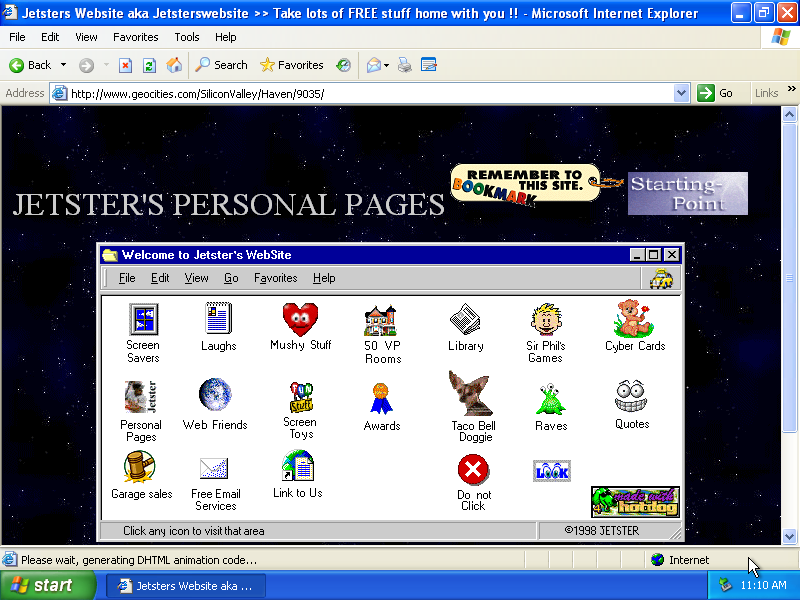 Jetsters Website aka Jetsterswebsite >> Take lots of FREE stuff home with you !! - Microsoft Internet Explorer
File Edit View Favorites Tools Help
Back Search Favorites
Address http://www.geocities.com/SiliconValley/Haven/9035/ Go Links »
JETSTER'S PERSONAL PAGES
REMEMBER TO
BOOKMARK THIS SITE.
Starting-
Point
Welcome to Jetster's WebSite
File Edit View Go Favorites Help
Screen
Savers
Laughs
Mushy Stuff
50 VP
Rooms
Library
Sir Phil's
Games
Cyber Cards
Jetster
Personal
Pages
Web Friends
FUN
Stuff
Screen
Toys
Awards
Taco Bell
Doggie
Raves
Quotes
Garage sales
Free Email
Services
Link to Us
Do not
Click
LOOK
4 made with
hotdog
Click any icon to visit that area
©1998 JETSTER
Please wait, generating DHTML animation code...
Internet
start
Jetsters Website aka ...
11:10 AM